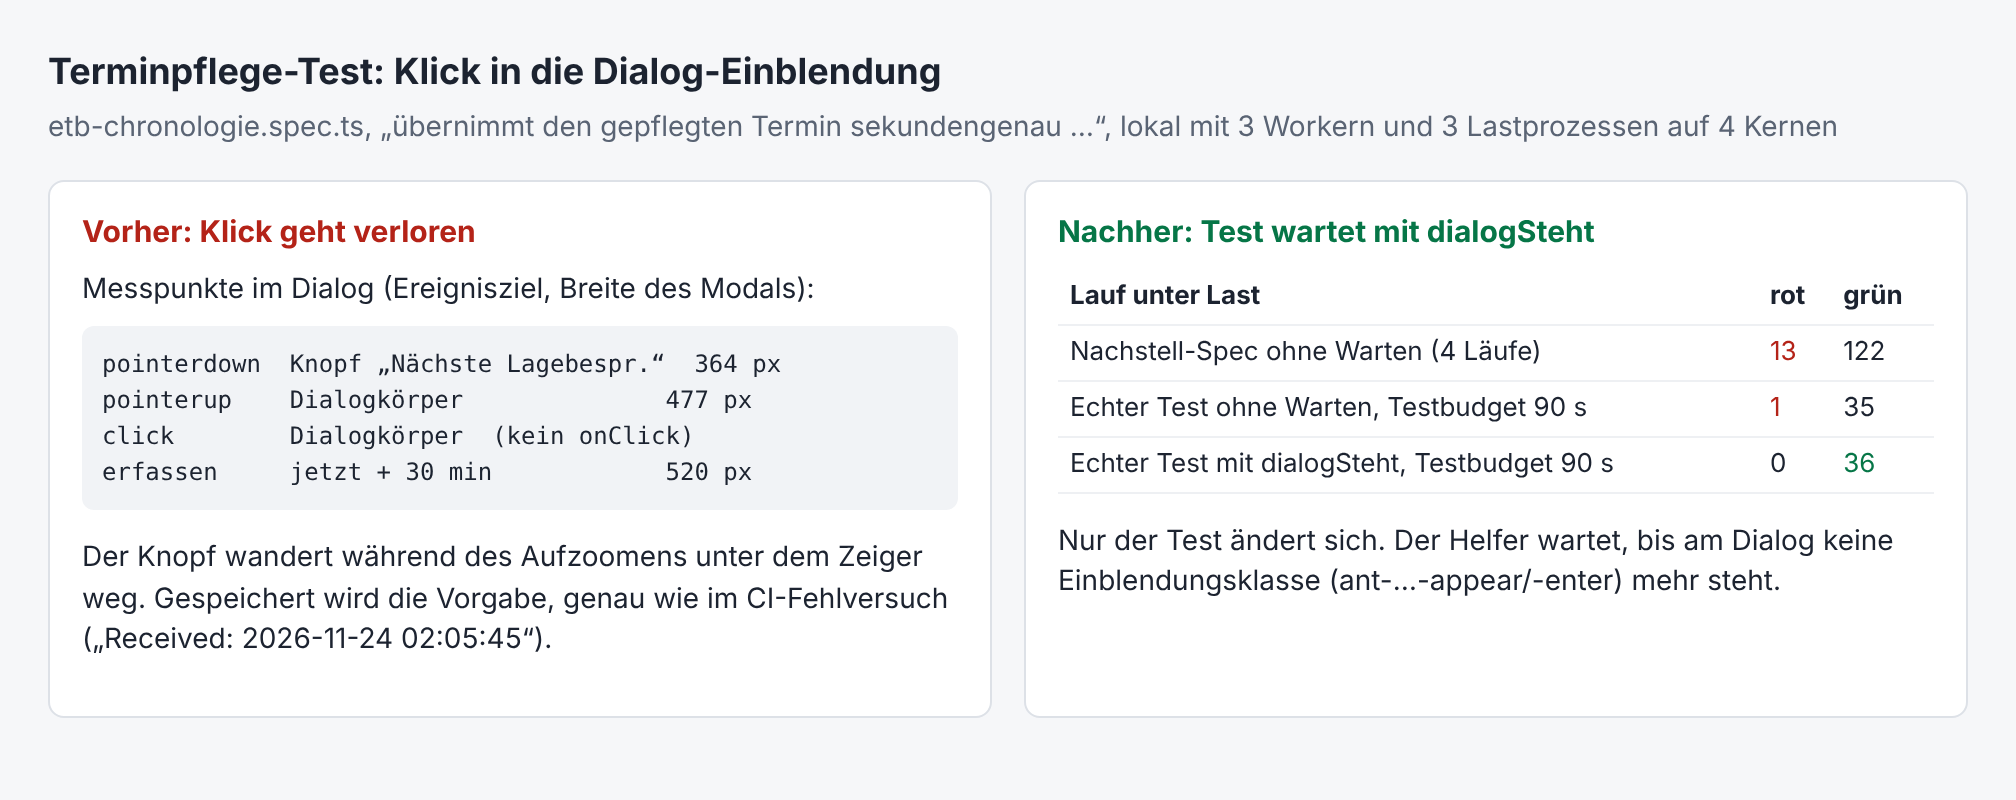 Terminpflege-Test: Klick in die Dialog-Einblendung
etb-chronologie.spec.ts, „übernimmt den gepflegten Termin sekundengenau …“, lokal mit 3 Workern und 3 Lastprozessen auf 4 Kernen
Vorher: Klick geht verloren
Messpunkte im Dialog (Ereignisziel, Breite des Modals):
pointerdown  Knopf „Nächste Lagebespr.“  364 px
pointerup    Dialogkörper              477 px
click        Dialogkörper  (kein onClick)
erfassen     jetzt + 30 min            520 px
Der Knopf wandert während des Aufzoomens unter dem Zeiger
weg. Gespeichert wird die Vorgabe, genau wie im CI-Fehlversuch
(„Received: 2026-11-24 02:05:45“).
Nachher: Test wartet mit dialogSteht
Lauf unter Last rot grün
Nachstell-Spec ohne Warten (4 Läufe) 13 122
Echter Test ohne Warten, Testbudget 90 s 1 35
Echter Test mit dialogSteht, Testbudget 90 s 0 36
Nur der Test ändert sich. Der Helfer wartet, bis am Dialog keine
Einblendungsklasse (ant-…-appear/-enter) mehr steht.